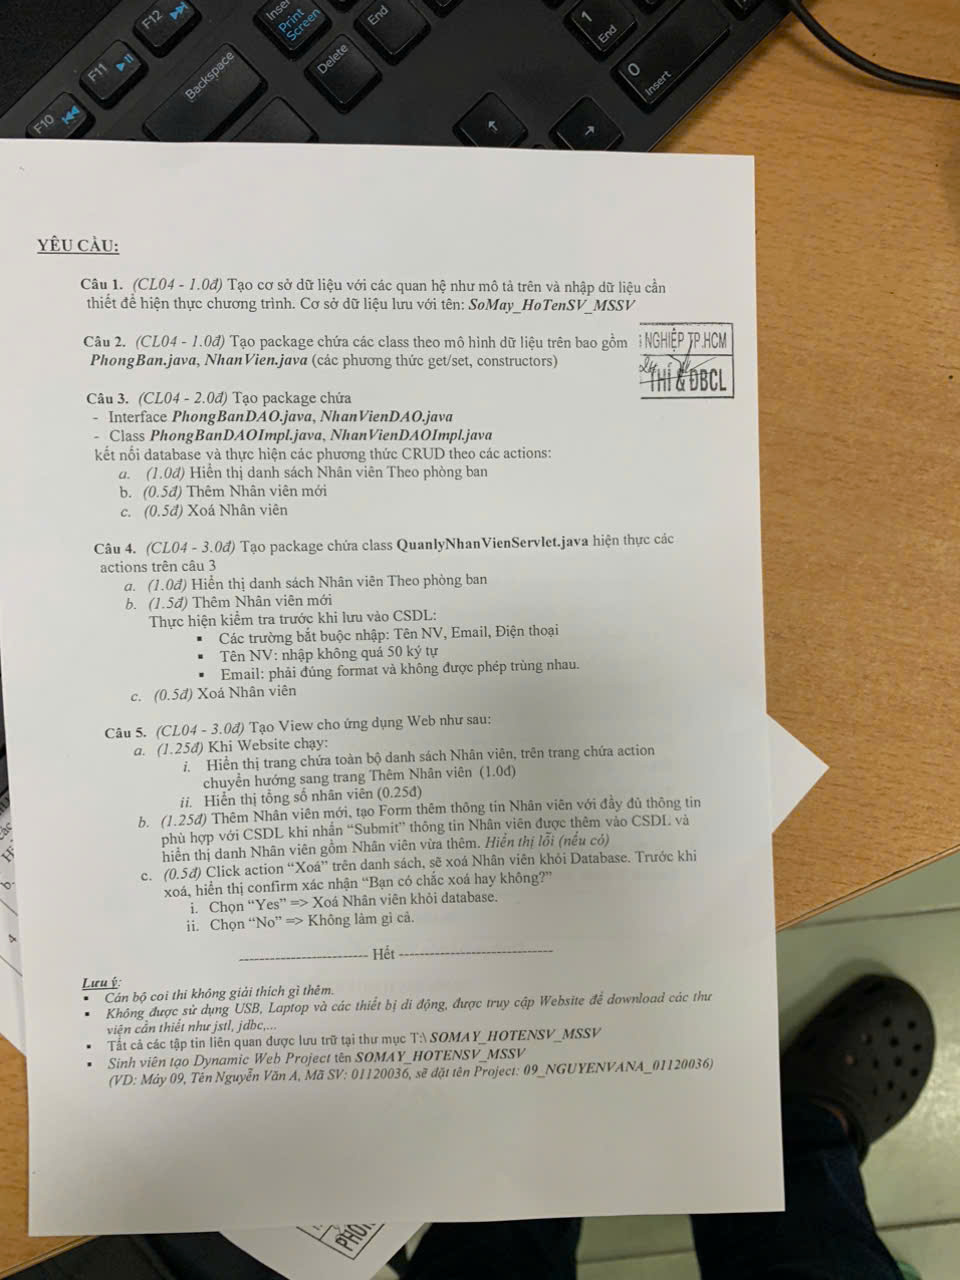 F12
Print
Screen
End
1
End
F11
Backspace
Delete
0
Insert
F10
YÊU CẦU:
Câu 1. (CL04 - 1.0đ) Tạo cơ sở dữ liệu với các quan hệ như mô tả trên và nhập dữ liệu cần
thiết để hiện thực chương trình. Cơ sở dữ liệu lưu với tên: SoMay_HoTenSV_MSSV
Câu 2. (CL04 - 1.0đ) Tạo package chứa các class theo mô hình dữ liệu trên bao gồm
PhongBan.java, NhanVien.java (các phương thức get/set, constructors)
NGHIỆP TP.HCM
THÍ & ĐBCL
Câu 3. (CL04 - 2.0đ) Tạo package chứa
- Interface PhongBanDAO.java, NhanVienDAO.java
- Class PhongBanDAOImpl.java, NhanVienDAOImpl.java
kết nối database và thực hiện các phương thức CRUD theo các actions:
a. (1.0đ) Hiển thị danh sách Nhân viên Theo phòng ban
b. (0.5đ) Thêm Nhân viên mới
c. (0.5đ) Xoá Nhân viên
Câu 4. (CL04 - 3.0đ) Tạo package chứa class QuanlyNhanVienServlet.java hiện thực các
actions trên câu 3
a. (1.0đ) Hiển thị danh sách Nhân viên Theo phòng ban
b. (1.5đ) Thêm Nhân viên mới
Thực hiện kiểm tra trước khi lưu vào CSDL:
▪ Các trường bắt buộc nhập: Tên NV, Email, Điện thoại
▪ Tên NV: nhập không quá 50 ký tự
▪ Email: phải đúng format và không được phép trùng nhau.
c. (0.5đ) Xoá Nhân viên
Câu 5. (CL04 - 3.0đ) Tạo View cho ứng dụng Web như sau:
a. (1.25đ) Khi Website chạy:
i. Hiển thị trang chứa toàn bộ danh sách Nhân viên, trên trang chứa action
chuyển hướng sang trang Thêm Nhân viên (1.0đ)
ii. Hiển thị tổng số nhân viên (0.25đ)
b. (1.25đ) Thêm Nhân viên mới, tạo Form thêm thông tin Nhân viên với đầy đủ thông tin
phù hợp với CSDL khi nhấn “Submit” thông tin Nhân viên được thêm vào CSDL và
hiển thị danh Nhân viên gồm Nhân viên vừa thêm. Hiển thị lỗi (nếu có)
c. (0.5đ) Click action “Xoá” trên danh sách, sẽ xoá Nhân viên khỏi Database. Trước khi
xoá, hiển thị confirm xác nhận “Bạn có chắc xoá hay không?”
i. Chọn “Yes” => Xoá Nhân viên khỏi database.
ii. Chọn “No” => Không làm gì cả.
Hết
Lưu ý:
▪ Cán bộ coi thi không giải thích gì thêm.
▪ Không được sử dụng USB, Laptop và các thiết bị di động, được truy cập Website để download các thư
viện cần thiết như jstl, jdbc,...
▪ Tất cả các tập tin liên quan được lưu trữ tại thư mục T:\ SOMAY_HOTENSV_MSSV
▪ Sinh viên tạo Dynamic Web Project tên SOMAY_HOTENSV_MSSV
(VD: Máy 09, Tên Nguyễn Văn A, Mã SV: 01120036, sẽ đặt tên Project: 09_NGUYENVANA_01120036)